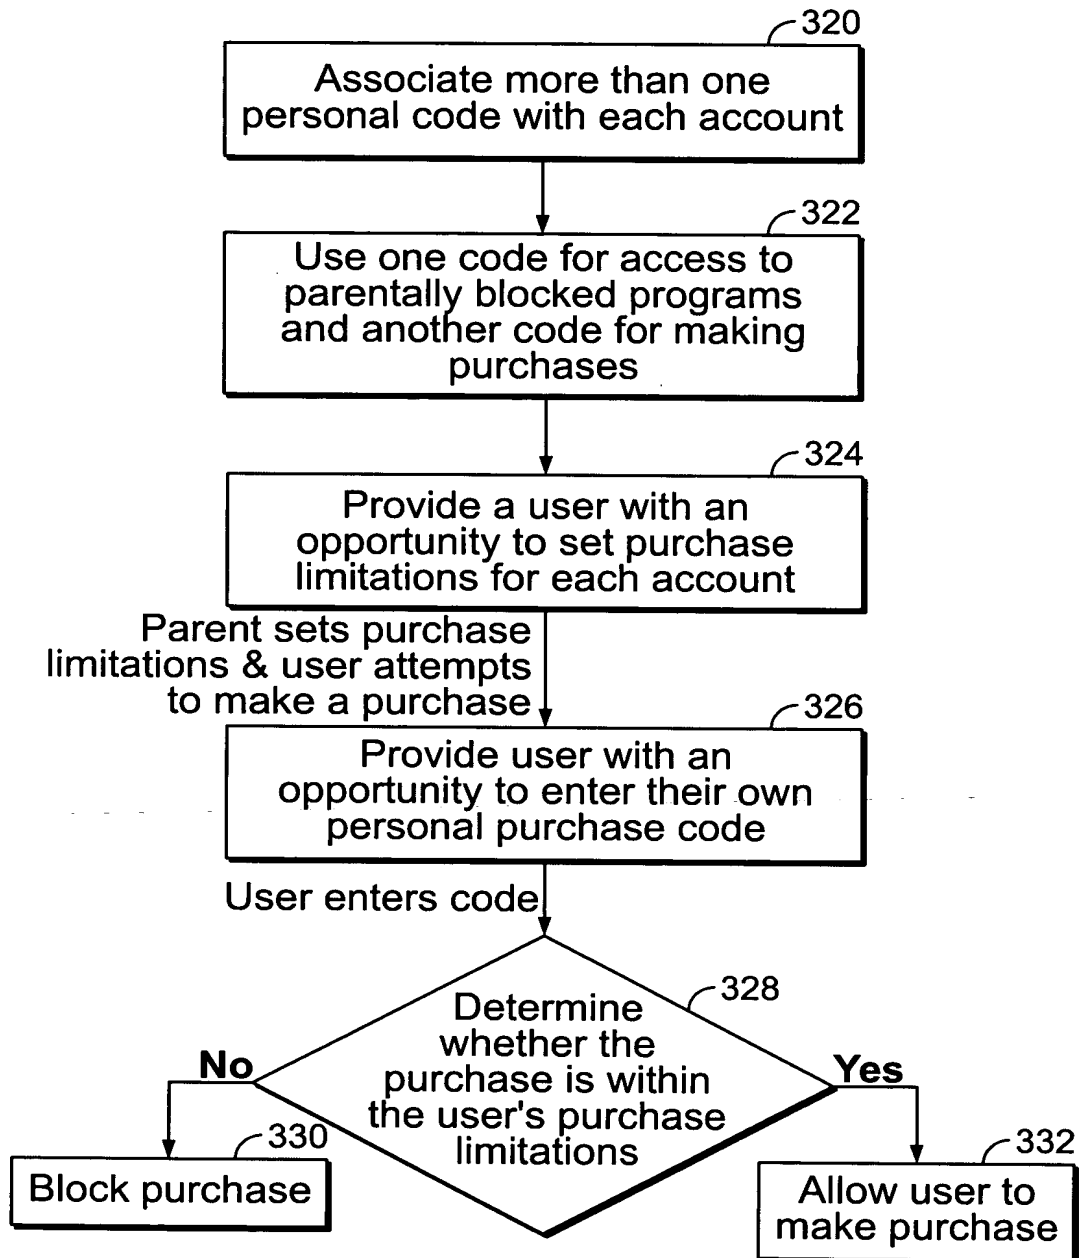 320
Associate more than one
personal code with each account
322
Use one code for access to
parentally blocked programs
and another code for making
purchases
324
Provide a user with an
opportunity to set purchase
limitations for each account
Parent sets purchase
limitations & user attempts
to make a purchase
326
Provide user with an
opportunity to enter their own
personal purchase code
User enters code
328
Determine
whether the
purchase is within
the user's purchase
limitations
No
Yes
330
Block purchase
332
Allow user to
make purchase